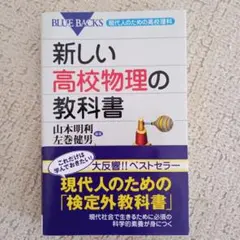 BLUE BACKS
現代人のための高校理科
新しい
高校物理の
教科書
山本明利
左巻健男
編著
これだけは
学んでおきたい!
大反響!!ベストセラー
現代人のための
「検定外教科書」
現代社会で生きるために必須の
科学的素養が身につく